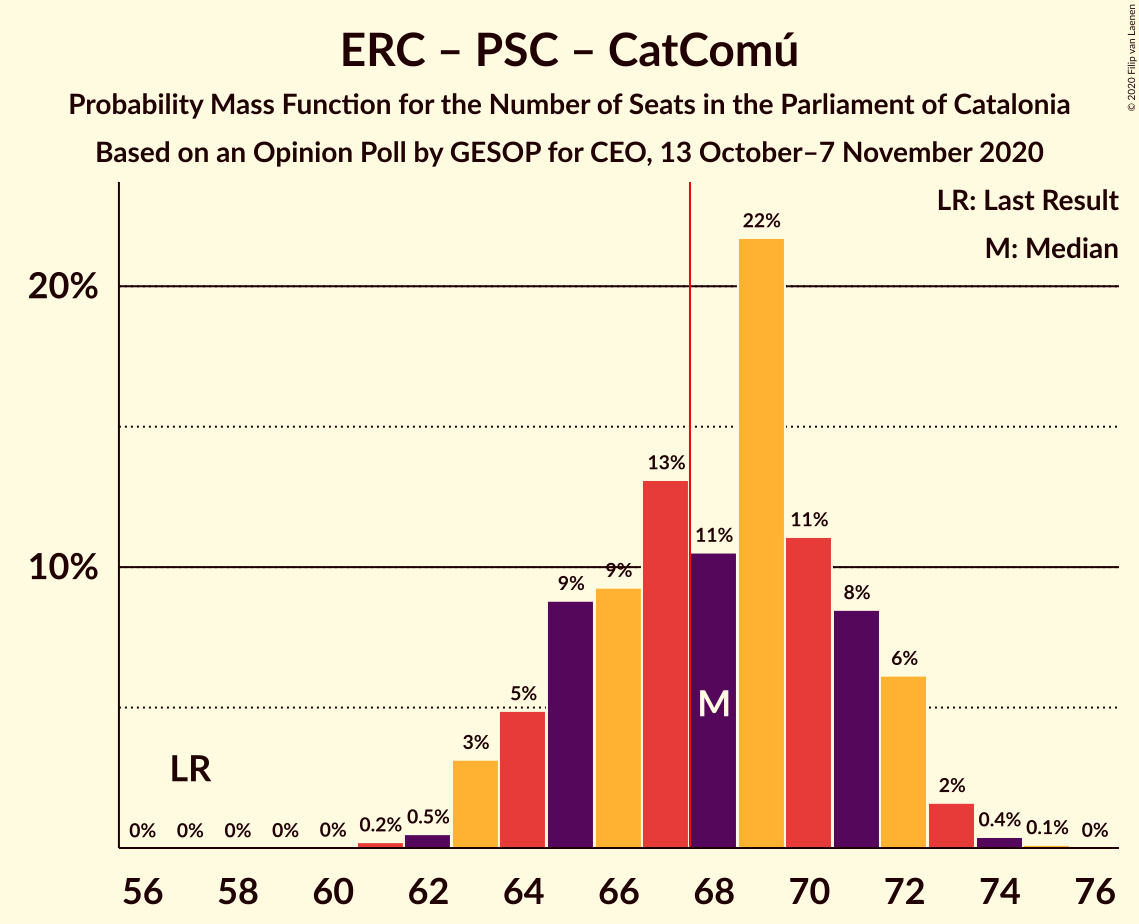 ERC – PSC – CatComú
Probability Mass Function for the Number of Seats in the Parliament of Catalonia
Based on an Opinion Poll by GESOP for CEO, 13 October–7 November 2020
© 2020 Filip van Laenen
LR: Last Result
M: Median
20%
10%
0% 0% 0% 0% 0% 0.2% 0.5% 3% 5% 9% 9% 13% 11% 22% 11% 8% 6% 2% 0.4% 0.1% 0%
LR
M
56 58 60 62 64 66 68 70 72 74 76